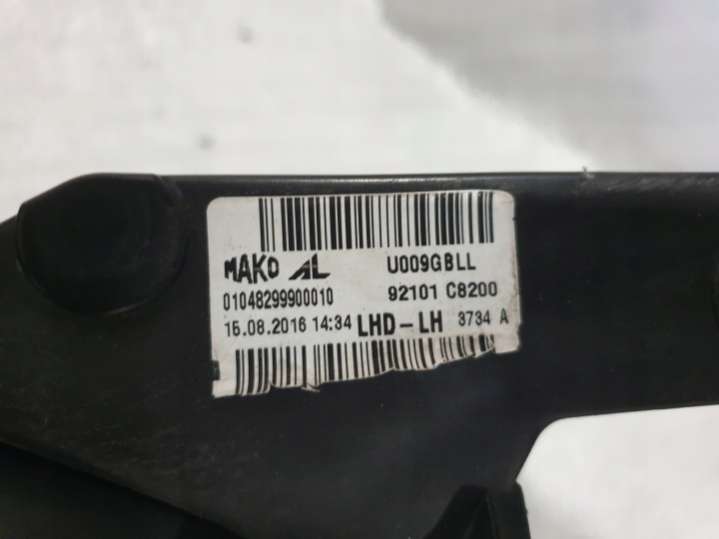 MAKO AL U009GBLL
01048299900010 92101 C8200
15.08.2016 14:34 LHD-LH 3734 A